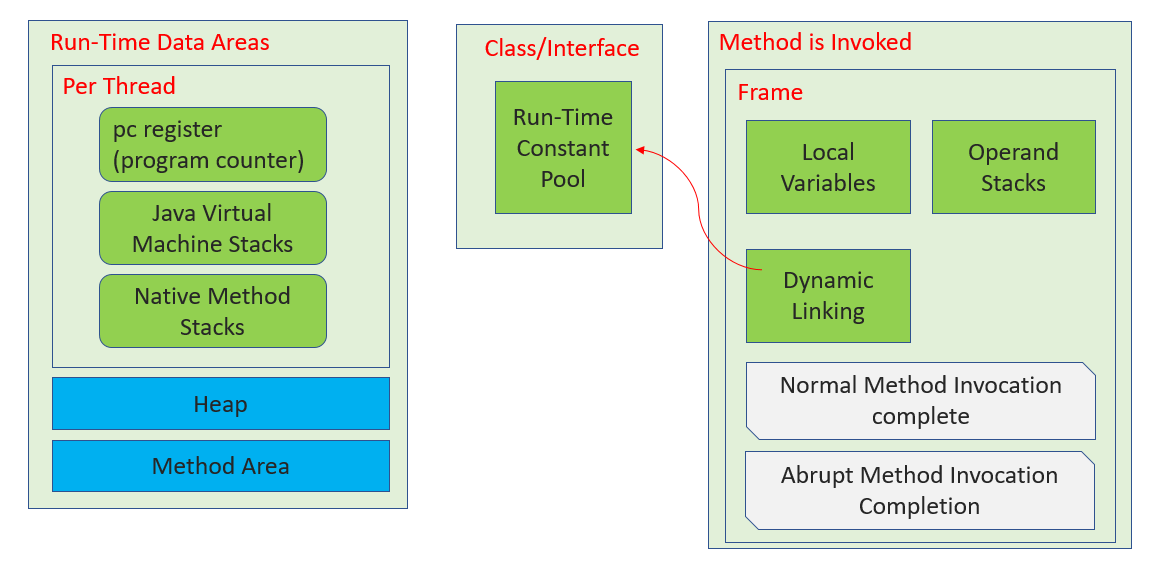 Run-Time Data Areas
Per Thread
pc register
(program counter)
Java Virtual
Machine Stacks
Native Method
Stacks
Heap
Method Area
Class/Interface
Run-Time
Constant
Pool
Method is Invoked
Frame
Local
Variables
Operand
Stacks
Dynamic
Linking
Normal Method Invocation
complete
Abrupt Method Invocation
Completion